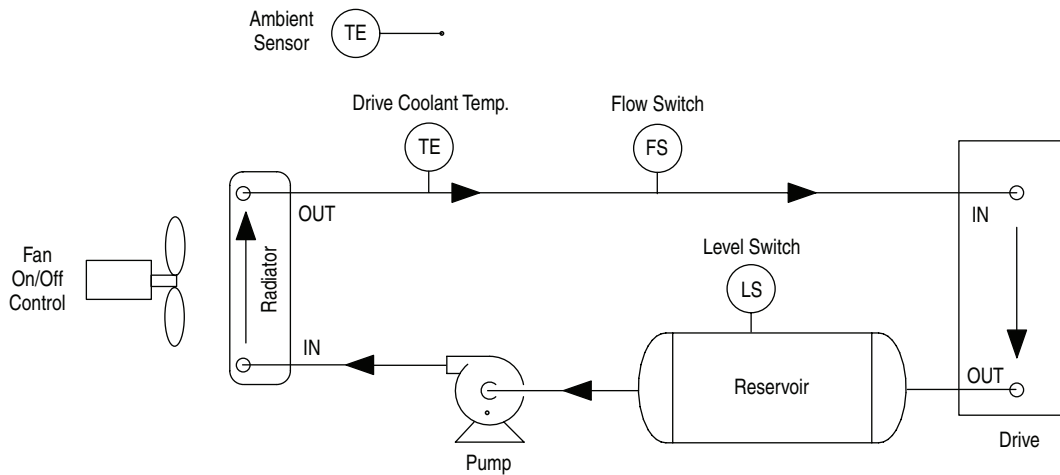 Ambient
Sensor
TE
Drive Coolant Temp.
TE
Flow Switch
FS
OUT
IN
Fan
On/Off
Control
Radiator
Level Switch
LS
IN
Reservoir
OUT
Pump
Drive